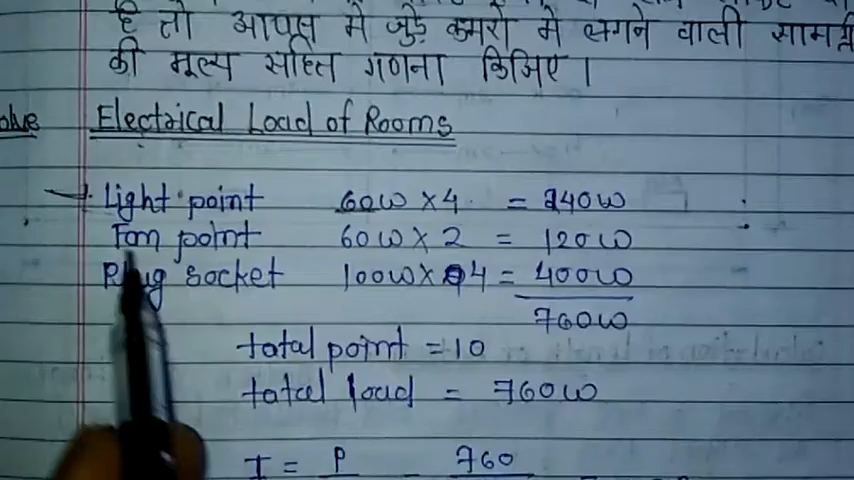 है तो आपस में जुड़े कमरो में लगने वाली सामग्री
की मूल्य सहित गणना किजिए।
Electrical Load of Rooms
Light point 60W × 4 = 240W
Fan point 60W × 2 = 120W
Plug socket 100W × 4 = 400W
760W
total point = 10
total load = 760W
I = P 760